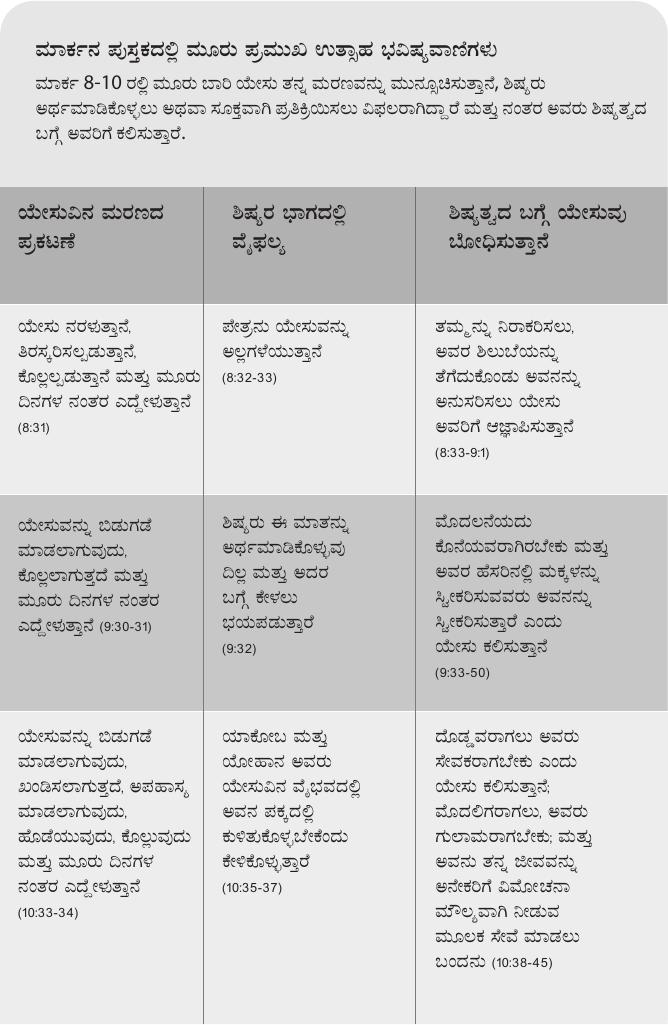 ಮಾರ್ಕನ ಪುಸ್ತಕದಲ್ಲಿ ಮೂರು ಪ್ರಮುಖ ಉತ್ಸಾಹ ಭವಿಷ್ಯವಾಣಿಗಳು
ಮಾರ್ಕ 8-10 ರಲ್ಲಿ ಮೂರು ಬಾರಿ ಯೇಸು ತನ್ನ ಮರಣವನ್ನು ಮುನ್ಸೂಚಿಸುತ್ತಾನೆ, ಶಿಷ್ಯರು
ಅರ್ಥಮಾಡಿಕೊಳ್ಳಲು ಅಥವಾ ಸೂಕ್ತವಾಗಿ ಪ್ರತಿಕ್ರಿಯಿಸಲು ವಿಫಲರಾಗಿದ್ದಾರೆ ಮತ್ತು ನಂತರ ಅವರು ಶಿಷ್ಯತ್ವದ
ಬಗ್ಗೆ ಅವರಿಗೆ ಕಲಿಸುತ್ತಾರೆ.
ಯೇಸುವಿನ ಮರಣದ
ಪ್ರಕಟಣೆ
ಶಿಷ್ಯರ ಭಾಗದಲ್ಲಿ
ವೈಫಲ್ಯ
ಶಿಷ್ಯತ್ವದ ಬಗ್ಗೆ ಯೇಸುವು
ಬೋಧಿಸುತ್ತಾನೆ
ಯೇಸು ನರಳುತ್ತಾನೆ,
ತಿರಸ್ಕರಿಸಲ್ಪಡುತ್ತಾನೆ,
ಕೊಲ್ಲಲ್ಪಡುತ್ತಾನೆ ಮತ್ತು ಮೂರು
ದಿನಗಳ ನಂತರ ಎದ್ದೇಳುತ್ತಾನೆ
(8:31)
ಪೇತ್ರನು ಯೇಸುವನ್ನು
ಅಲ್ಲಗಳೆಯುತ್ತಾನೆ
(8:32-33)
ತಮ್ಮನ್ನು ನಿರಾಕರಿಸಲು,
ಅವರ ಶಿಲುಬೆಯನ್ನು
ತೆಗೆದುಕೊಂಡು ಅವನನ್ನು
ಅನುಸರಿಸಲು ಯೇಸು
ಅವರಿಗೆ ಆಜ್ಞಾಪಿಸುತ್ತಾನೆ
(8:33-9:1)
ಯೇಸುವನ್ನು ಬಿಡುಗಡೆ
ಮಾಡಲಾಗುವುದು,
ಕೊಲ್ಲಲಾಗುತ್ತದೆ ಮತ್ತು
ಮೂರು ದಿನಗಳ ನಂತರ
ಎದ್ದೇಳುತ್ತಾನೆ (9:30-31)
ಶಿಷ್ಯರು ಈ ಮಾತನ್ನು
ಅರ್ಥಮಾಡಿಕೊಳ್ಳುವು
ದಿಲ್ಲ ಮತ್ತು ಅದರ
ಬಗ್ಗೆ ಕೇಳಲು
ಭಯಪಡುತ್ತಾರೆ
(9:32)
ಮೊದಲನೆಯದು
ಕೊನೆಯವರಾಗಿರಬೇಕು ಮತ್ತು
ಅವರ ಹೆಸರಿನಲ್ಲಿ ಮಕ್ಕಳನ್ನು
ಸ್ವೀಕರಿಸುವವರು ಅವನನ್ನು
ಸ್ವೀಕರಿಸುತ್ತಾರೆ ಎಂದು
ಯೇಸು ಕಲಿಸುತ್ತಾನೆ
(9:33-50)
ಯೇಸುವನ್ನು ಬಿಡುಗಡೆ
ಮಾಡಲಾಗುವುದು,
ಖಂಡಿಸಲಾಗುತ್ತದೆ, ಅಪಹಾಸ್ಯ
ಮಾಡಲಾಗುವುದು,
ಹೊಡೆಯುವುದು, ಕೊಲ್ಲುವುದು
ಮತ್ತು ಮೂರು ದಿನಗಳ
ನಂತರ ಎದ್ದೇಳುತ್ತಾನೆ
(10:33-34)
ಯಾಕೋಬ ಮತ್ತು
ಯೋಹಾನ ಅವರು
ಯೇಸುವಿನ ವೈಭವದಲ್ಲಿ
ಅವನ ಪಕ್ಕದಲ್ಲಿ
ಕುಳಿತುಕೊಳ್ಳಬೇಕೆಂದು
ಕೇಳಿಕೊಳ್ಳುತ್ತಾರೆ
(10:35-37)
ದೊಡ್ಡವರಾಗಲು ಅವರು
ಸೇವಕರಾಗಬೇಕು ಎಂದು
ಯೇಸು ಕಲಿಸುತ್ತಾನೆ;
ಮೊದಲಿಗರಾಗಲು, ಅವರು
ಗುಲಾಮರಾಗಬೇಕು; ಮತ್ತು
ಅವನು ತನ್ನ ಜೀವವನ್ನು
ಅನೇಕರಿಗೆ ವಿಮೋಚನಾ
ಮೌಲ್ಯವಾಗಿ ನೀಡುವ
ಮೂಲಕ ಸೇವೆ ಮಾಡಲು
ಬಂದನು (10:38-45)